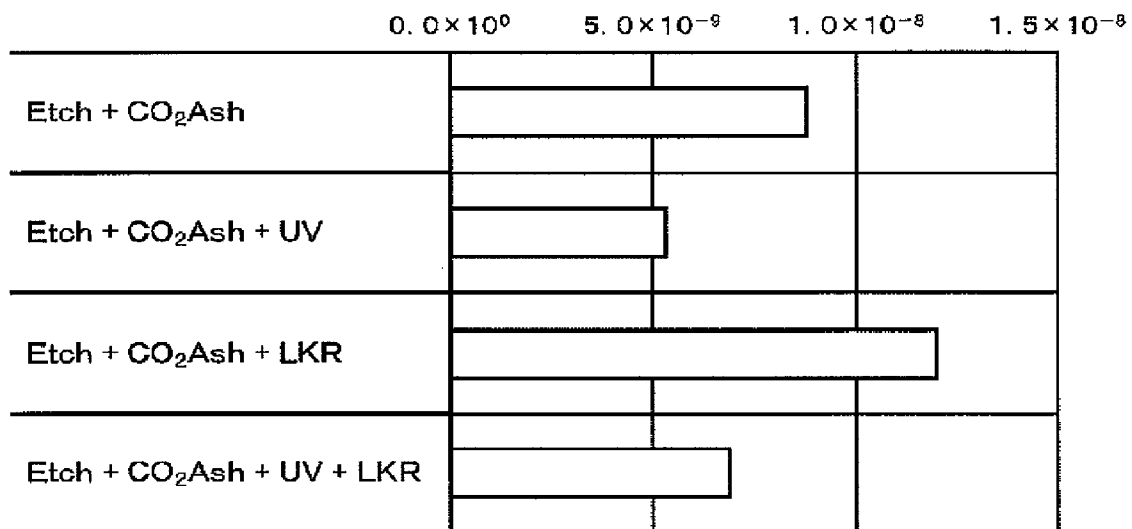 0. 0×10⁰ 5. 0×10⁻⁹ 1. 0×10⁻⁸ 1. 5×10⁻⁸
Etch + CO₂Ash
Etch + CO₂Ash + UV
Etch + CO₂Ash + LKR
Etch + CO₂Ash + UV + LKR